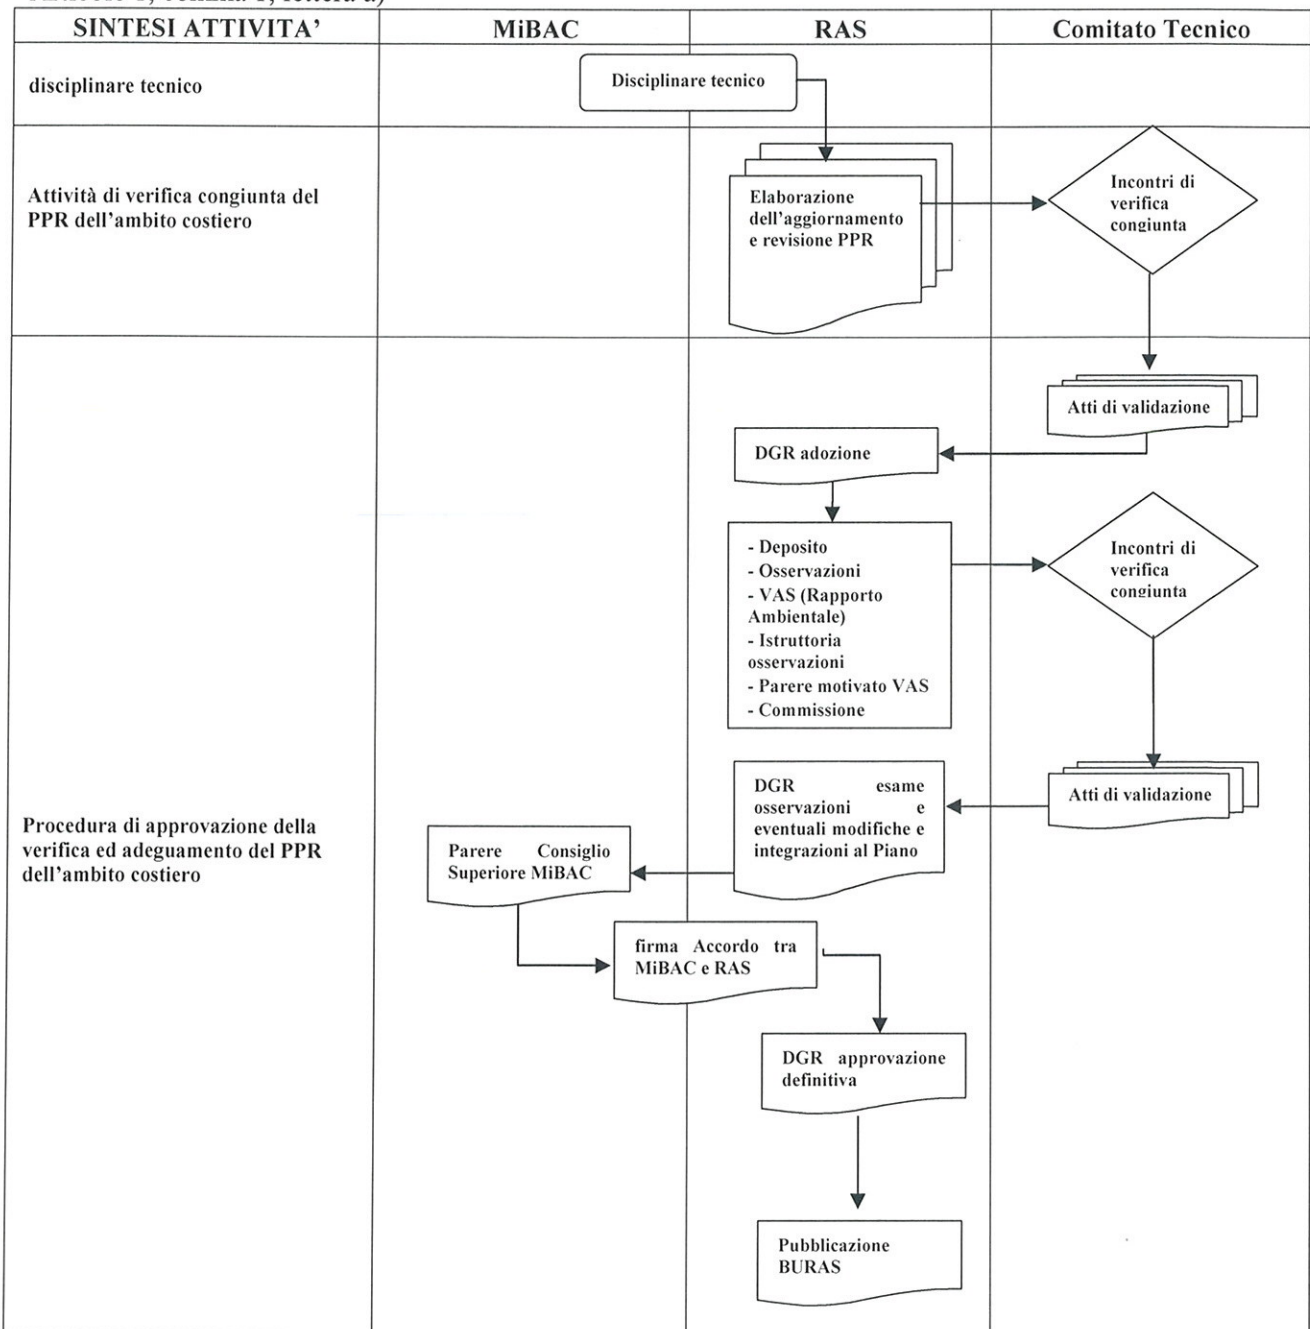 SINTESI ATTIVITA’
MiBAC
RAS
Comitato Tecnico
disciplinare tecnico
Disciplinare tecnico
Attività di verifica congiunta del
PPR dell’ambito costiero
Elaborazione
dell’aggiornamento
e revisione PPR
Incontri di
verifica
congiunta
Atti di validazione
DGR adozione
- Deposito
- Osservazioni
- VAS (Rapporto
Ambientale)
- Istruttoria
osservazioni
- Parere motivato VAS
- Commissione
Incontri di
verifica
congiunta
Atti di validazione
DGR esame
osservazioni e
eventuali modifiche e
integrazioni al Piano
Procedura di approvazione della
verifica ed adeguamento del PPR
dell’ambito costiero
Parere Consiglio
Superiore MiBAC
firma Accordo tra
MiBAC e RAS
DGR approvazione
definitiva
Pubblicazione
BURAS